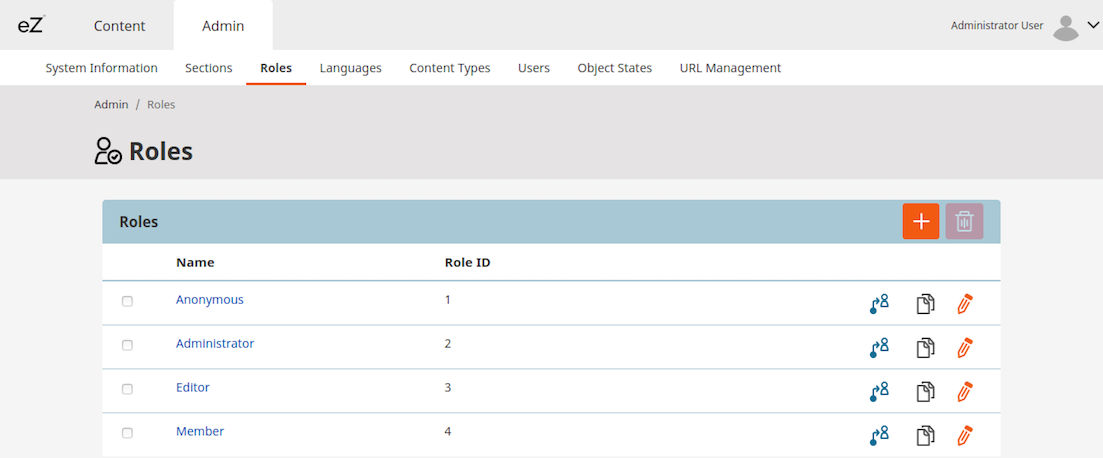 eZ Content Admin Administrator User
System Information Sections Roles Languages Content Types Users Object States URL Management
Admin / Roles
Roles
Roles
Name Role ID
Anonymous 1
Administrator 2
Editor 3
Member 4